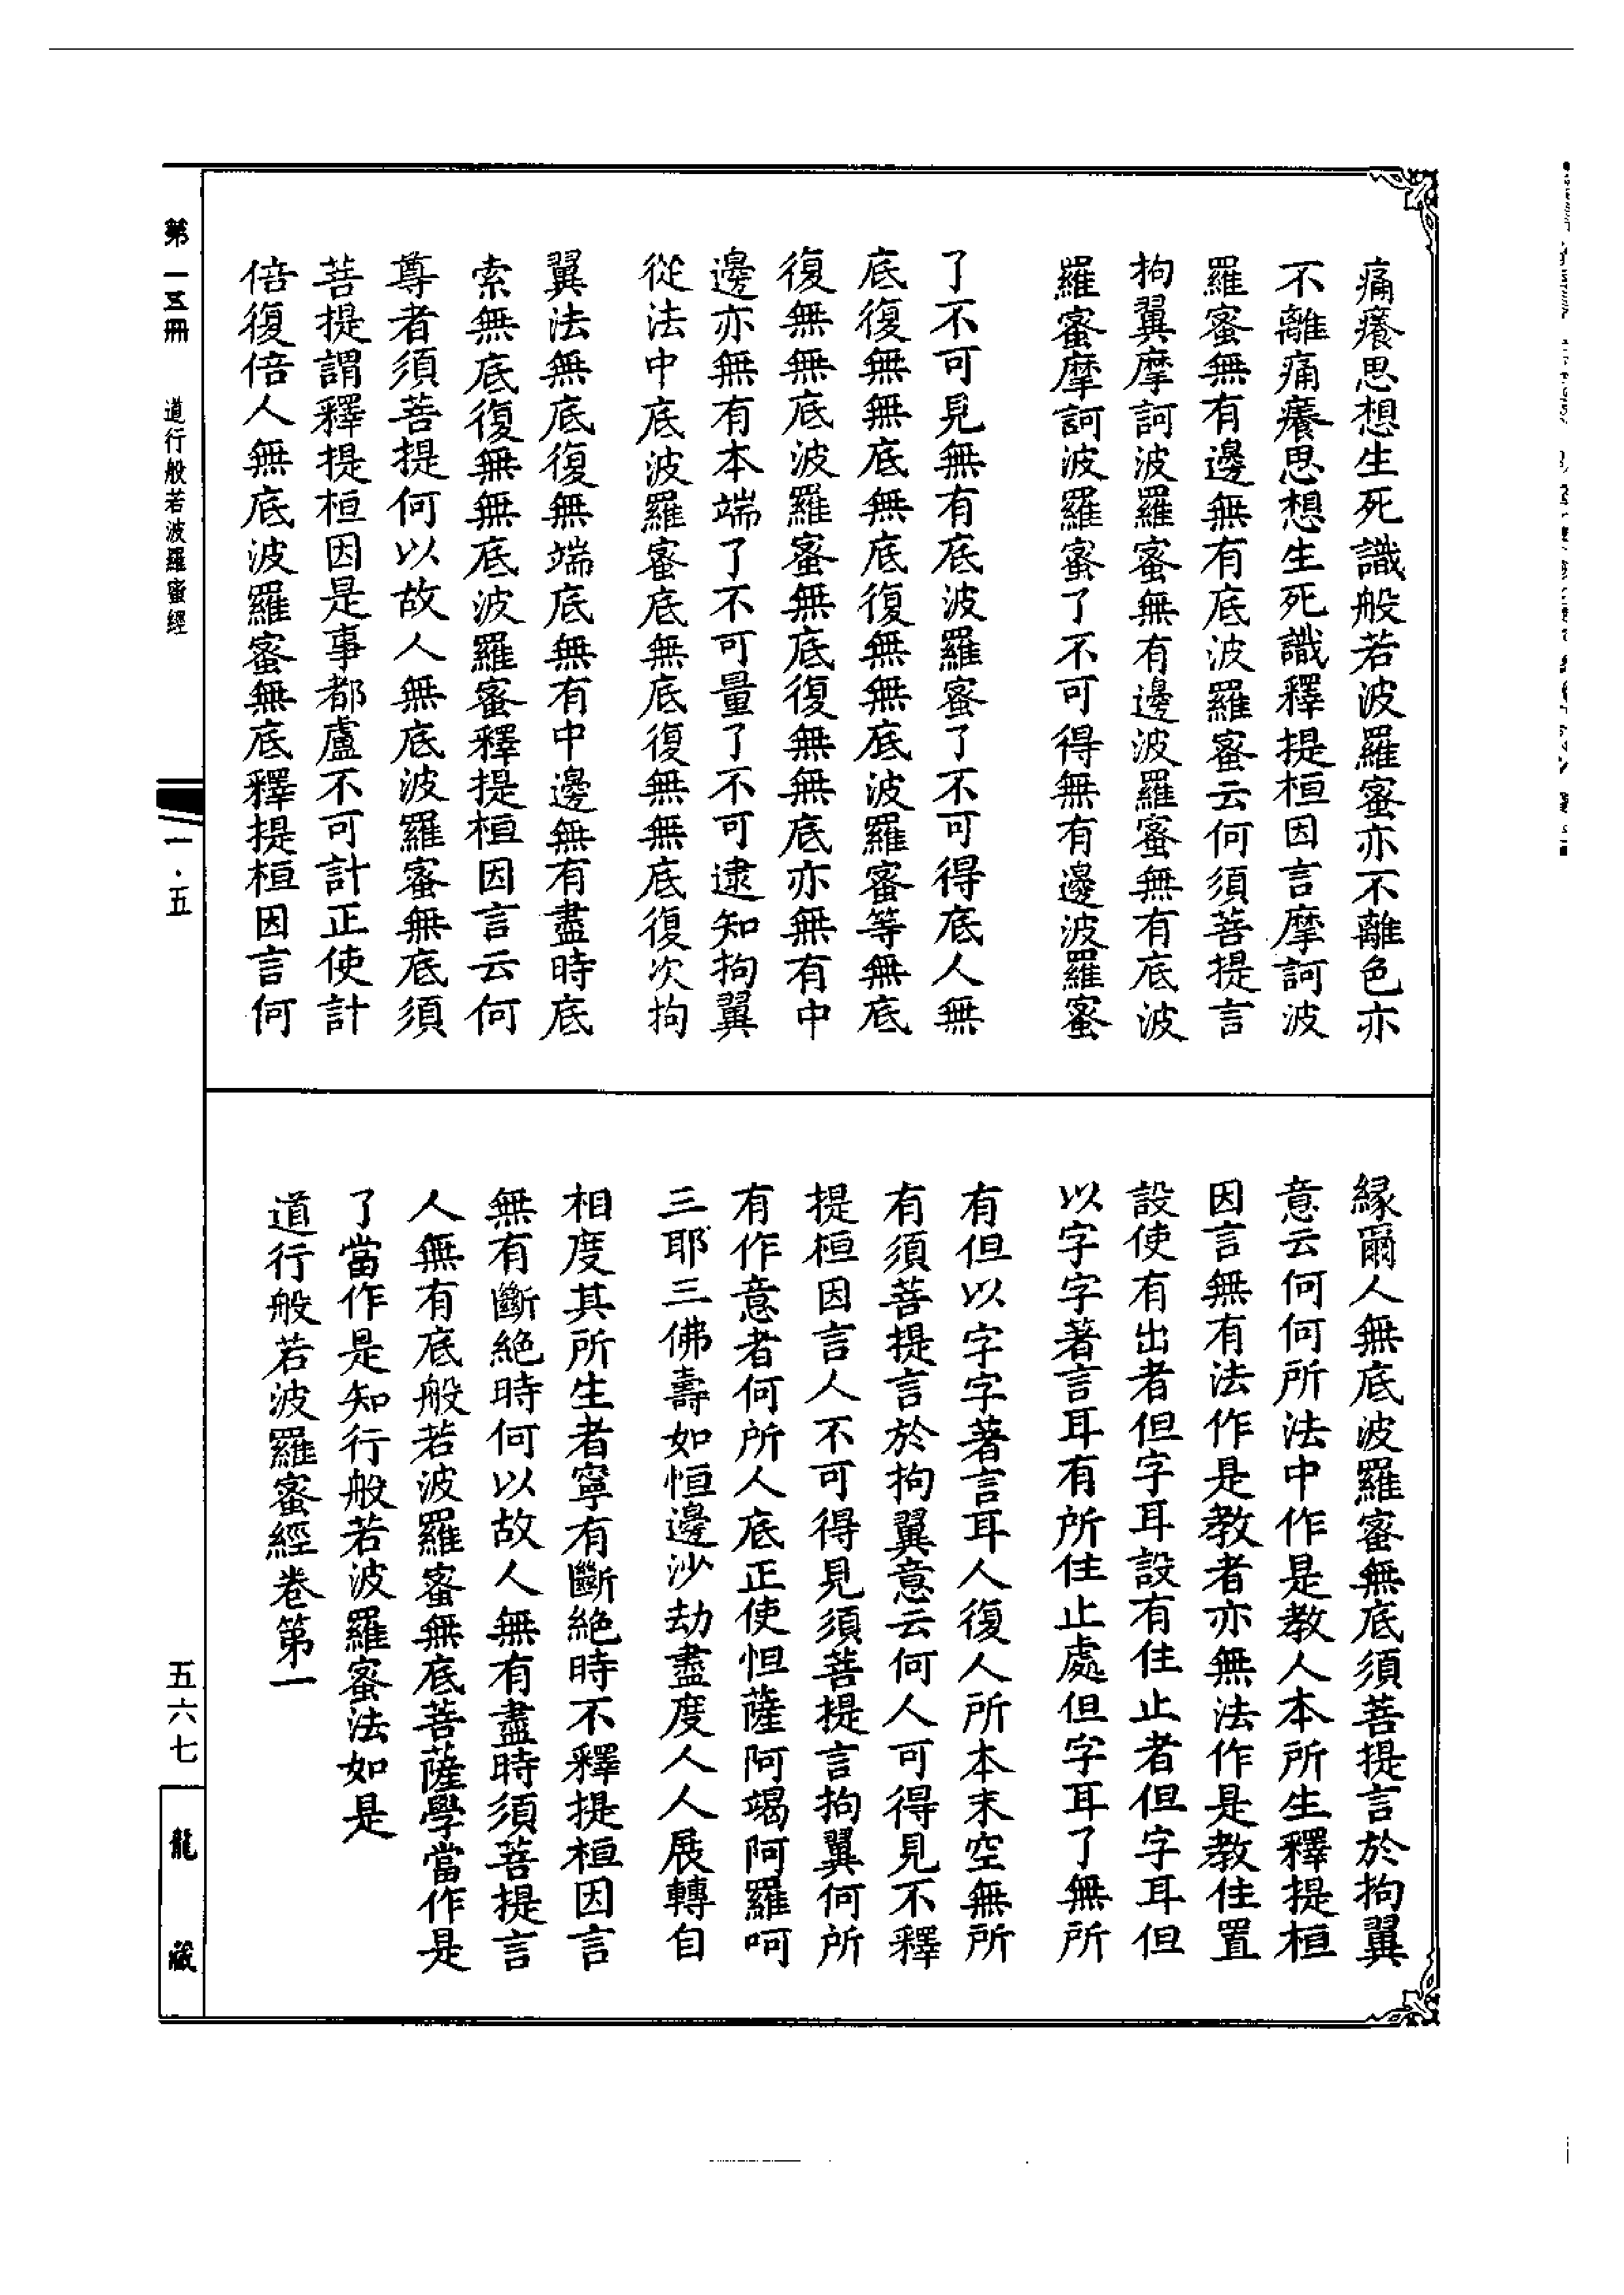 痛癢思想生死識般若波羅蜜亦不離色亦
不離痛癢思想生死識釋提桓因言摩訶波
羅蜜無有邊無有底波羅蜜云何須菩提言
拘翼摩訶波羅蜜無有邊波羅蜜無有底波
羅蜜摩訶波羅蜜了不可得無有邊波羅蜜
了不可見無有底波羅蜜了不可得底人無
底復無無底無底復無無底波羅蜜等無底
復無無底波羅蜜無底復無無底亦無有中
邊亦無有本端了不可量了不可逮知拘翼
從法中底波羅蜜底無底復無無底復次拘
翼法無底復無端底無有中邊無有盡時底
索無底復無無底波羅蜜釋提桓因言云何
尊者須菩提何以故人無底波羅蜜無底須
菩提謂釋提桓因是事都盧不可計正使計
倍復倍人無底波羅蜜無底釋提桓因言何
緣爾人無底波羅蜜無底須菩提言於拘翼
意云何何所法中作是教人本所生釋提桓
因言無有法作是教者亦無法作是教住置
設使有出者但字耳設有住止者但字耳但
以字字著言耳有所住止處但字耳了無所
有但以字字著言耳人復人所本末空無所
有須菩提言於拘翼意云何人可得見不釋
提桓因言人不可得見須菩提言拘翼何所
有作意者何所人底正使怛薩阿竭阿羅呵
三耶三佛壽如恒邊沙劫盡度人人展轉自
相度其所生者寧有斷絕時不釋提桓因言
無有斷絕時何以故人無有盡時須菩提言
人無有底般若波羅蜜無底菩薩學當作是
了當作是知行般若波羅蜜法如是
道行般若波羅蜜經卷第一
第一五冊
道行般若波羅蜜經
一·五
五六七
龍藏